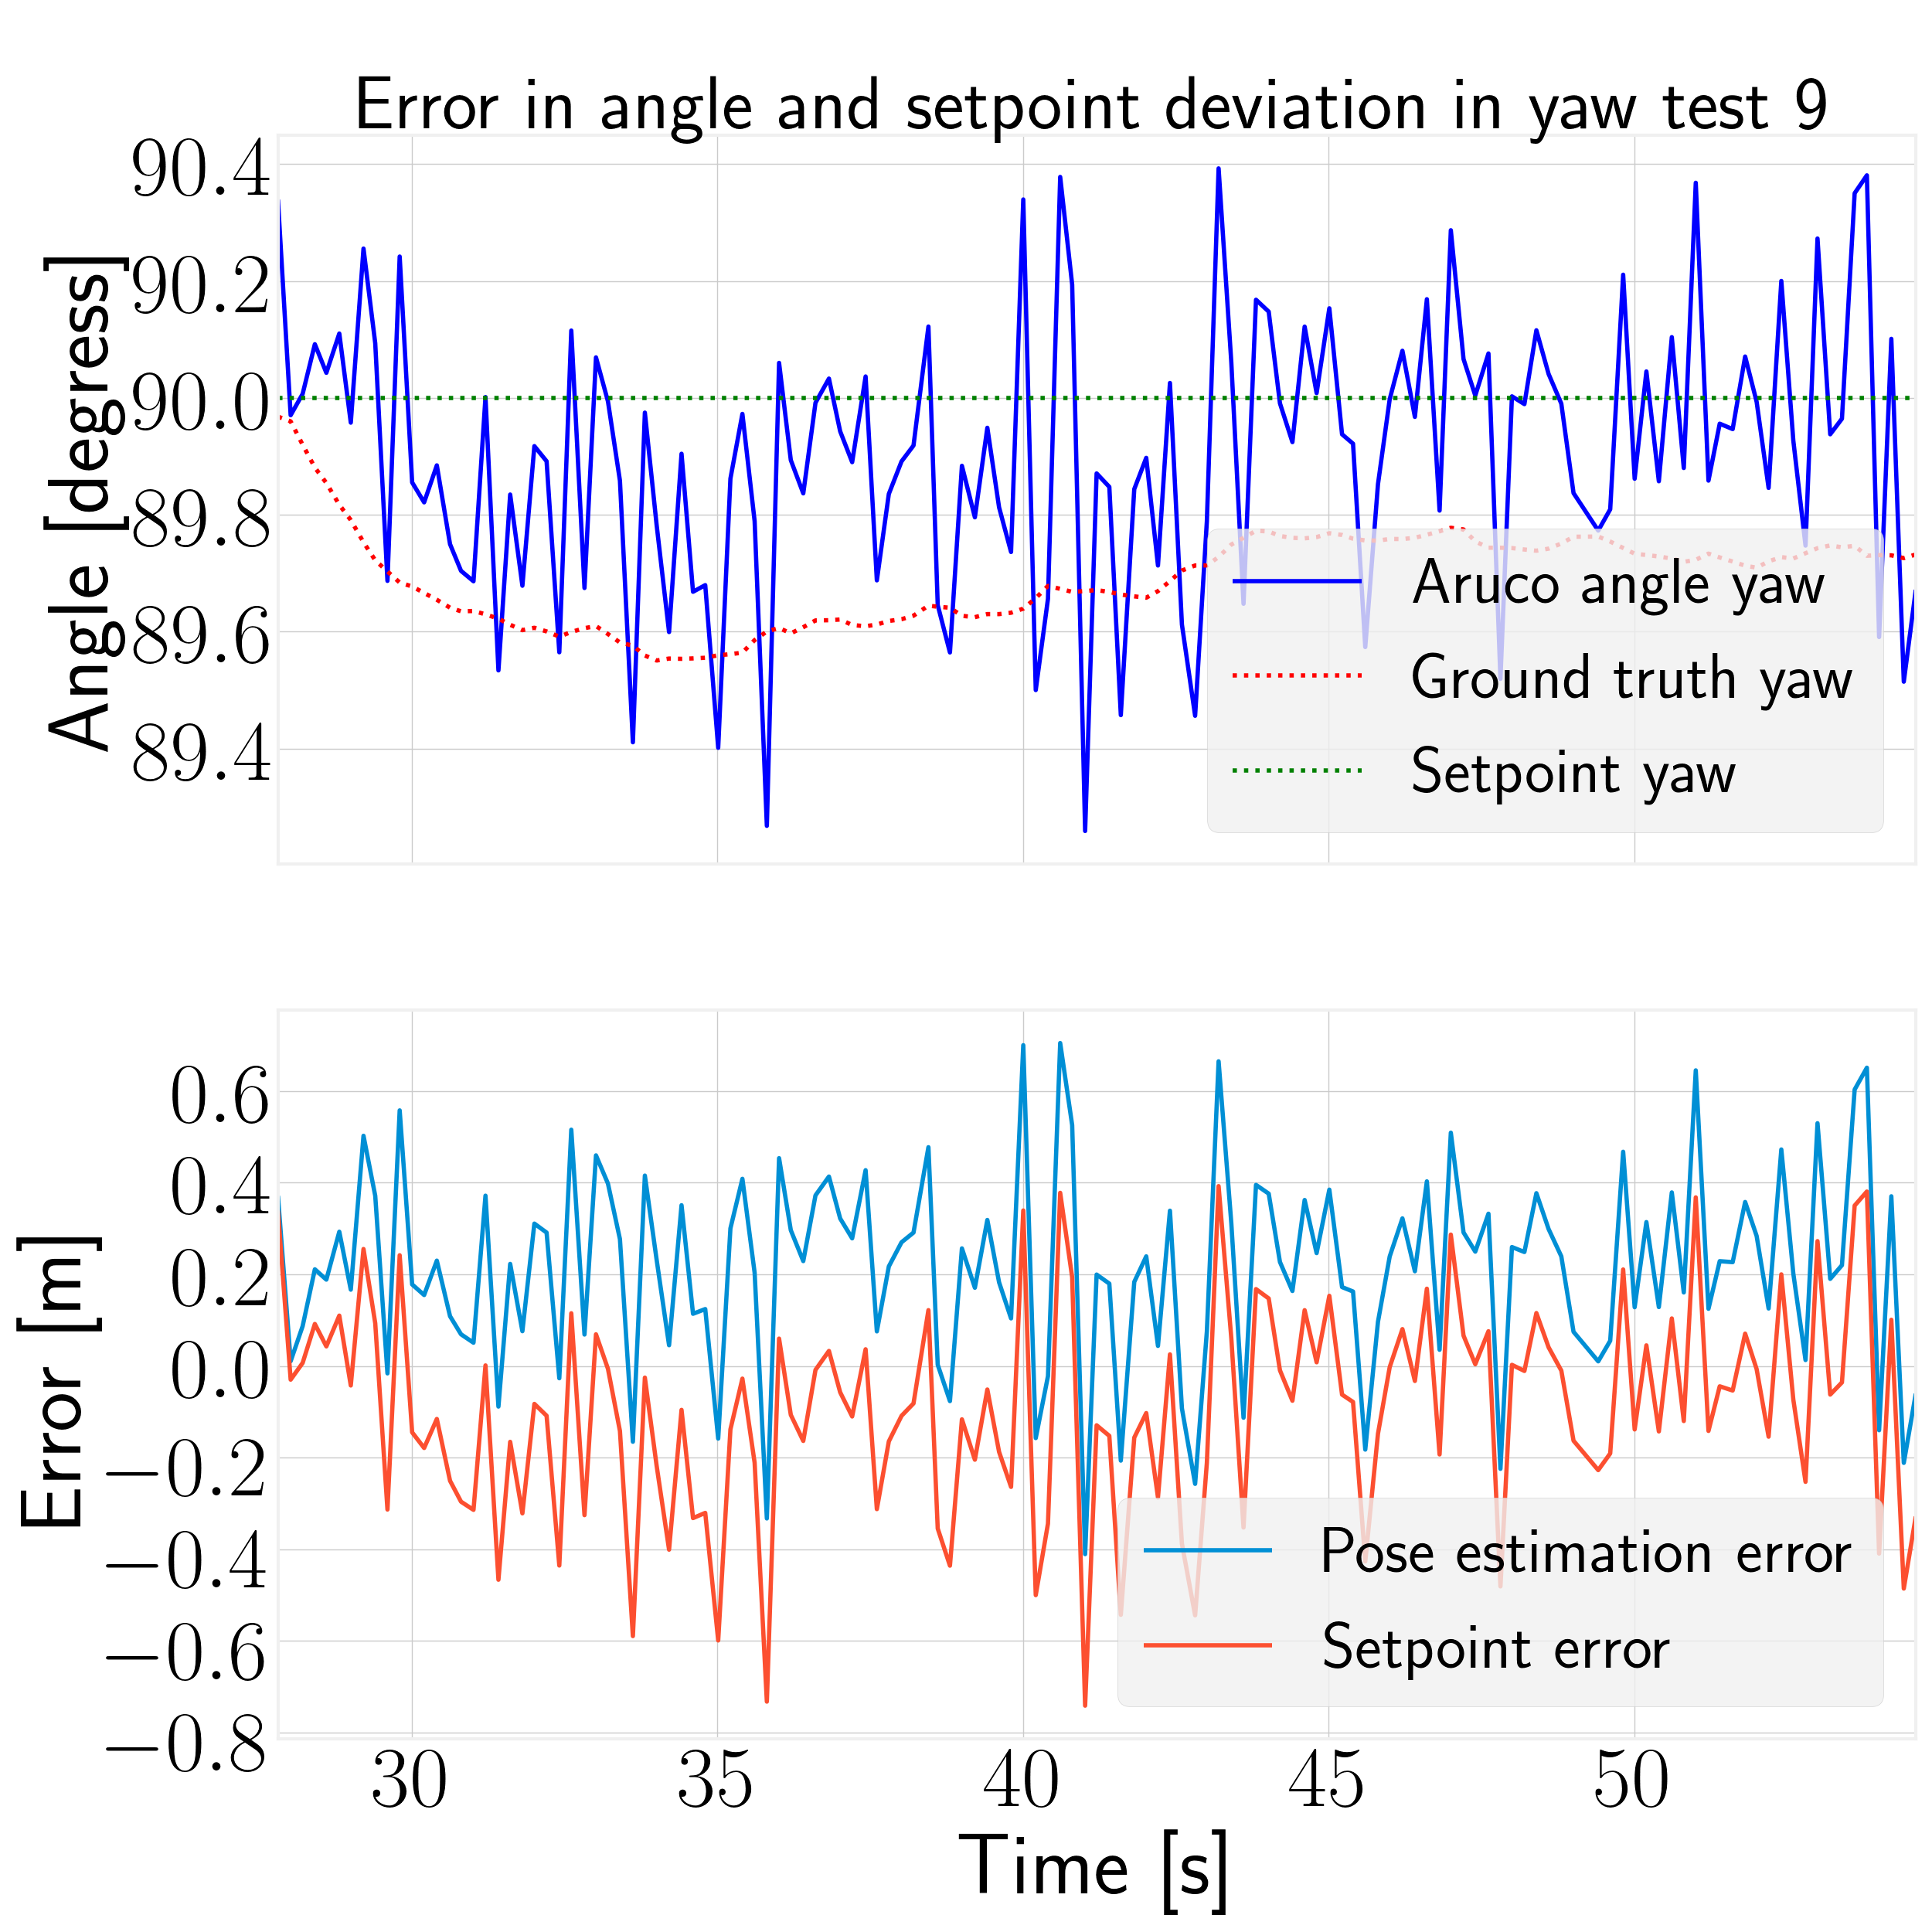 Error in angle and setpoint deviation in yaw test 9
Angle [degress]
90.4
90.2
90.0
89.8
89.6
89.4
Aruco angle yaw
Ground truth yaw
Setpoint yaw
Error [m]
0.6
0.4
0.2
0.0
−0.2
−0.4
−0.6
−0.8
Pose estimation error
Setpoint error
30 35 40 45 50
Time [s]